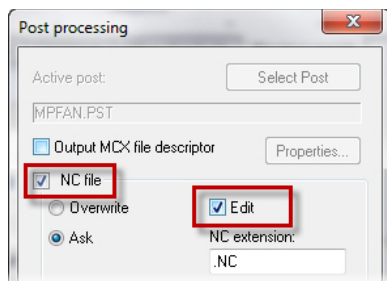 Post processing
Active post:
Select Post
MPFAN.PST
Output MCX file descriptor
Properties...
NC file
Overwrite
Edit
Ask
NC extension:
.NC